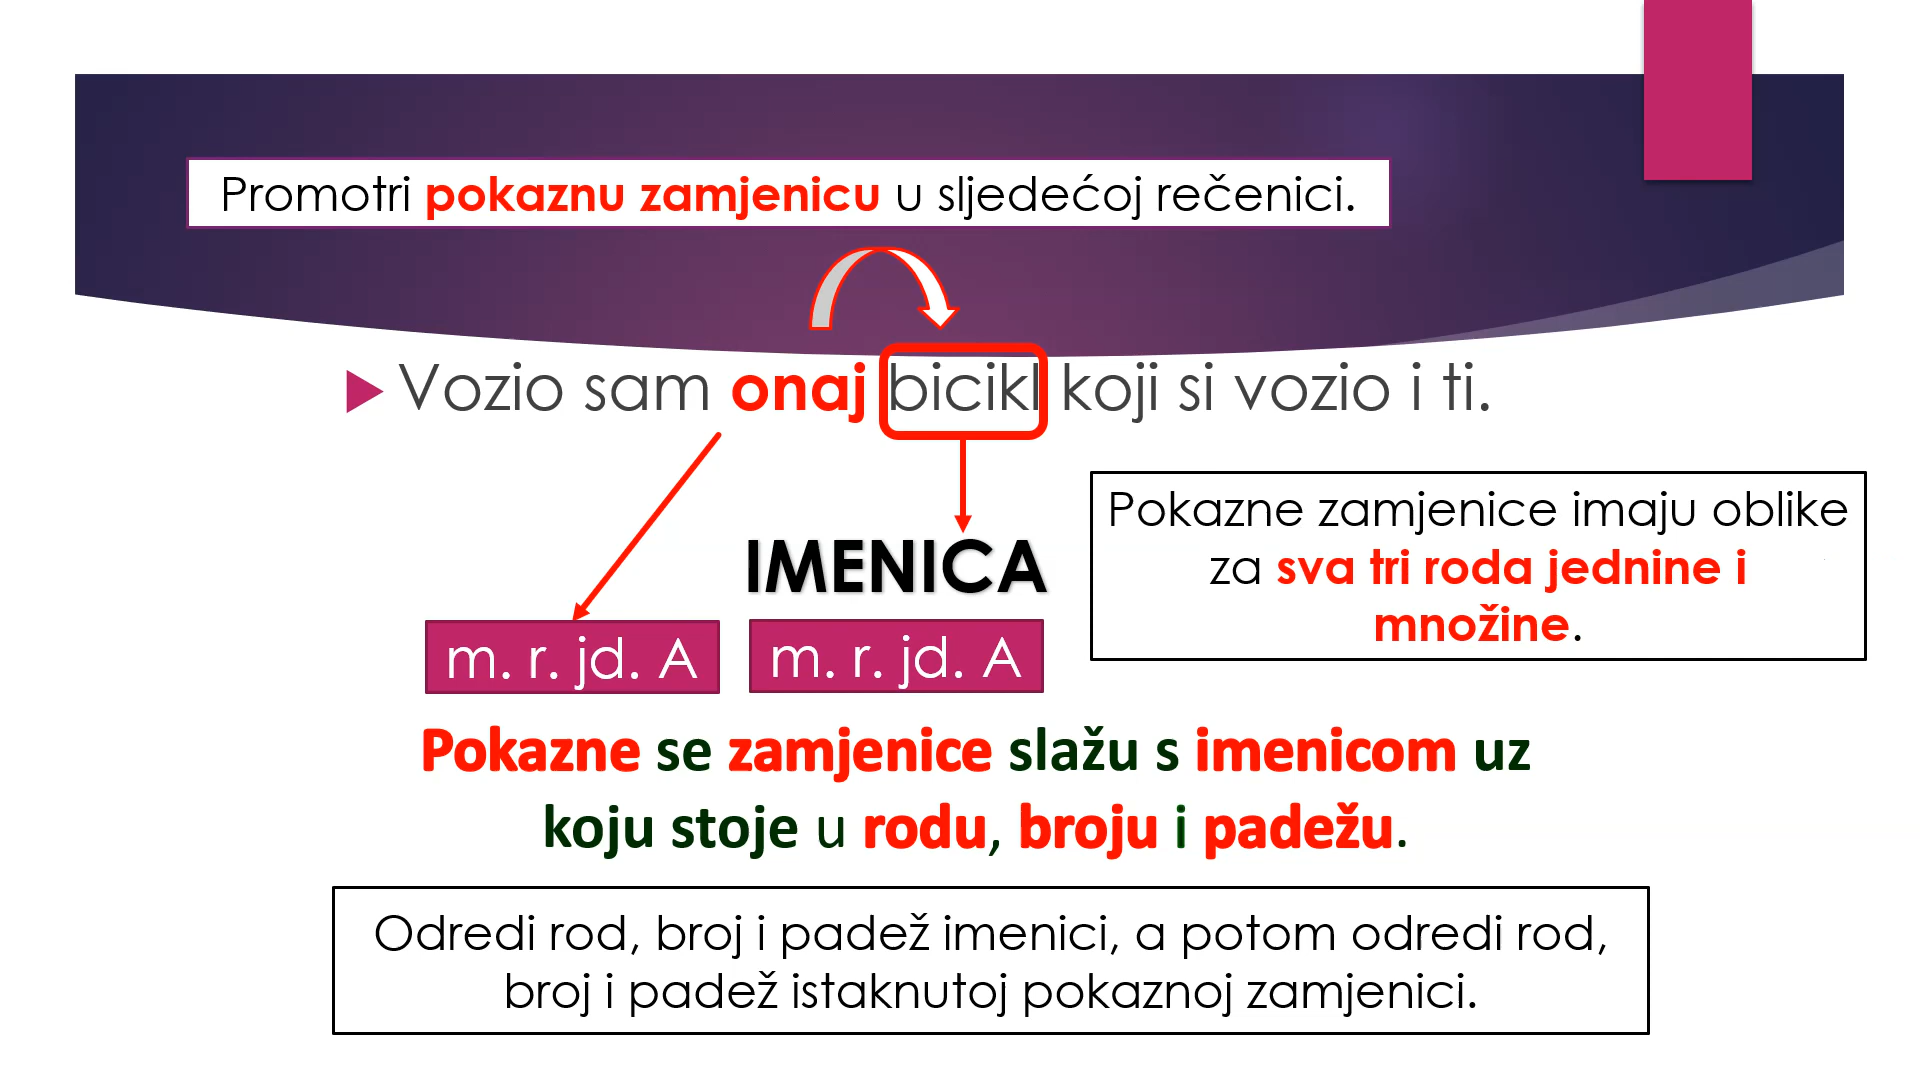 Promotri pokaznu zamjenicu u sljedećoj rečenici.
Vozio sam onaj bicikl koji si vozio i ti.
Pokazne zamjenice imaju oblike
za sva tri roda jednine i
množine.
IMENICA
m. r. jd. A
m. r. jd. A
Pokazne se zamjenice slažu s imenicom uz
koju stoje u rodu, broju i padežu.
Odredi rod, broj i padež imenici, a potom odredi rod,
broj i padež istaknutoj pokaznoj zamjenici.